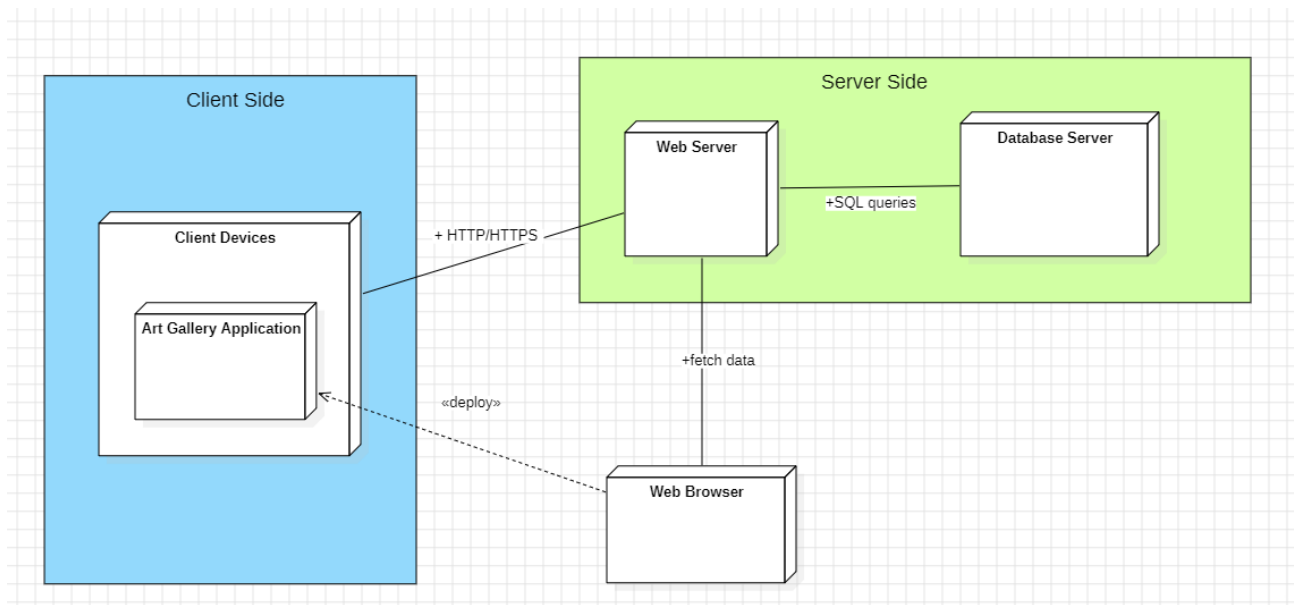 Client Side
Server Side
Web Server
Database Server
+SQL queries
Client Devices
+ HTTP/HTTPS
Art Gallery Application
+fetch data
«deploy»
Web Browser